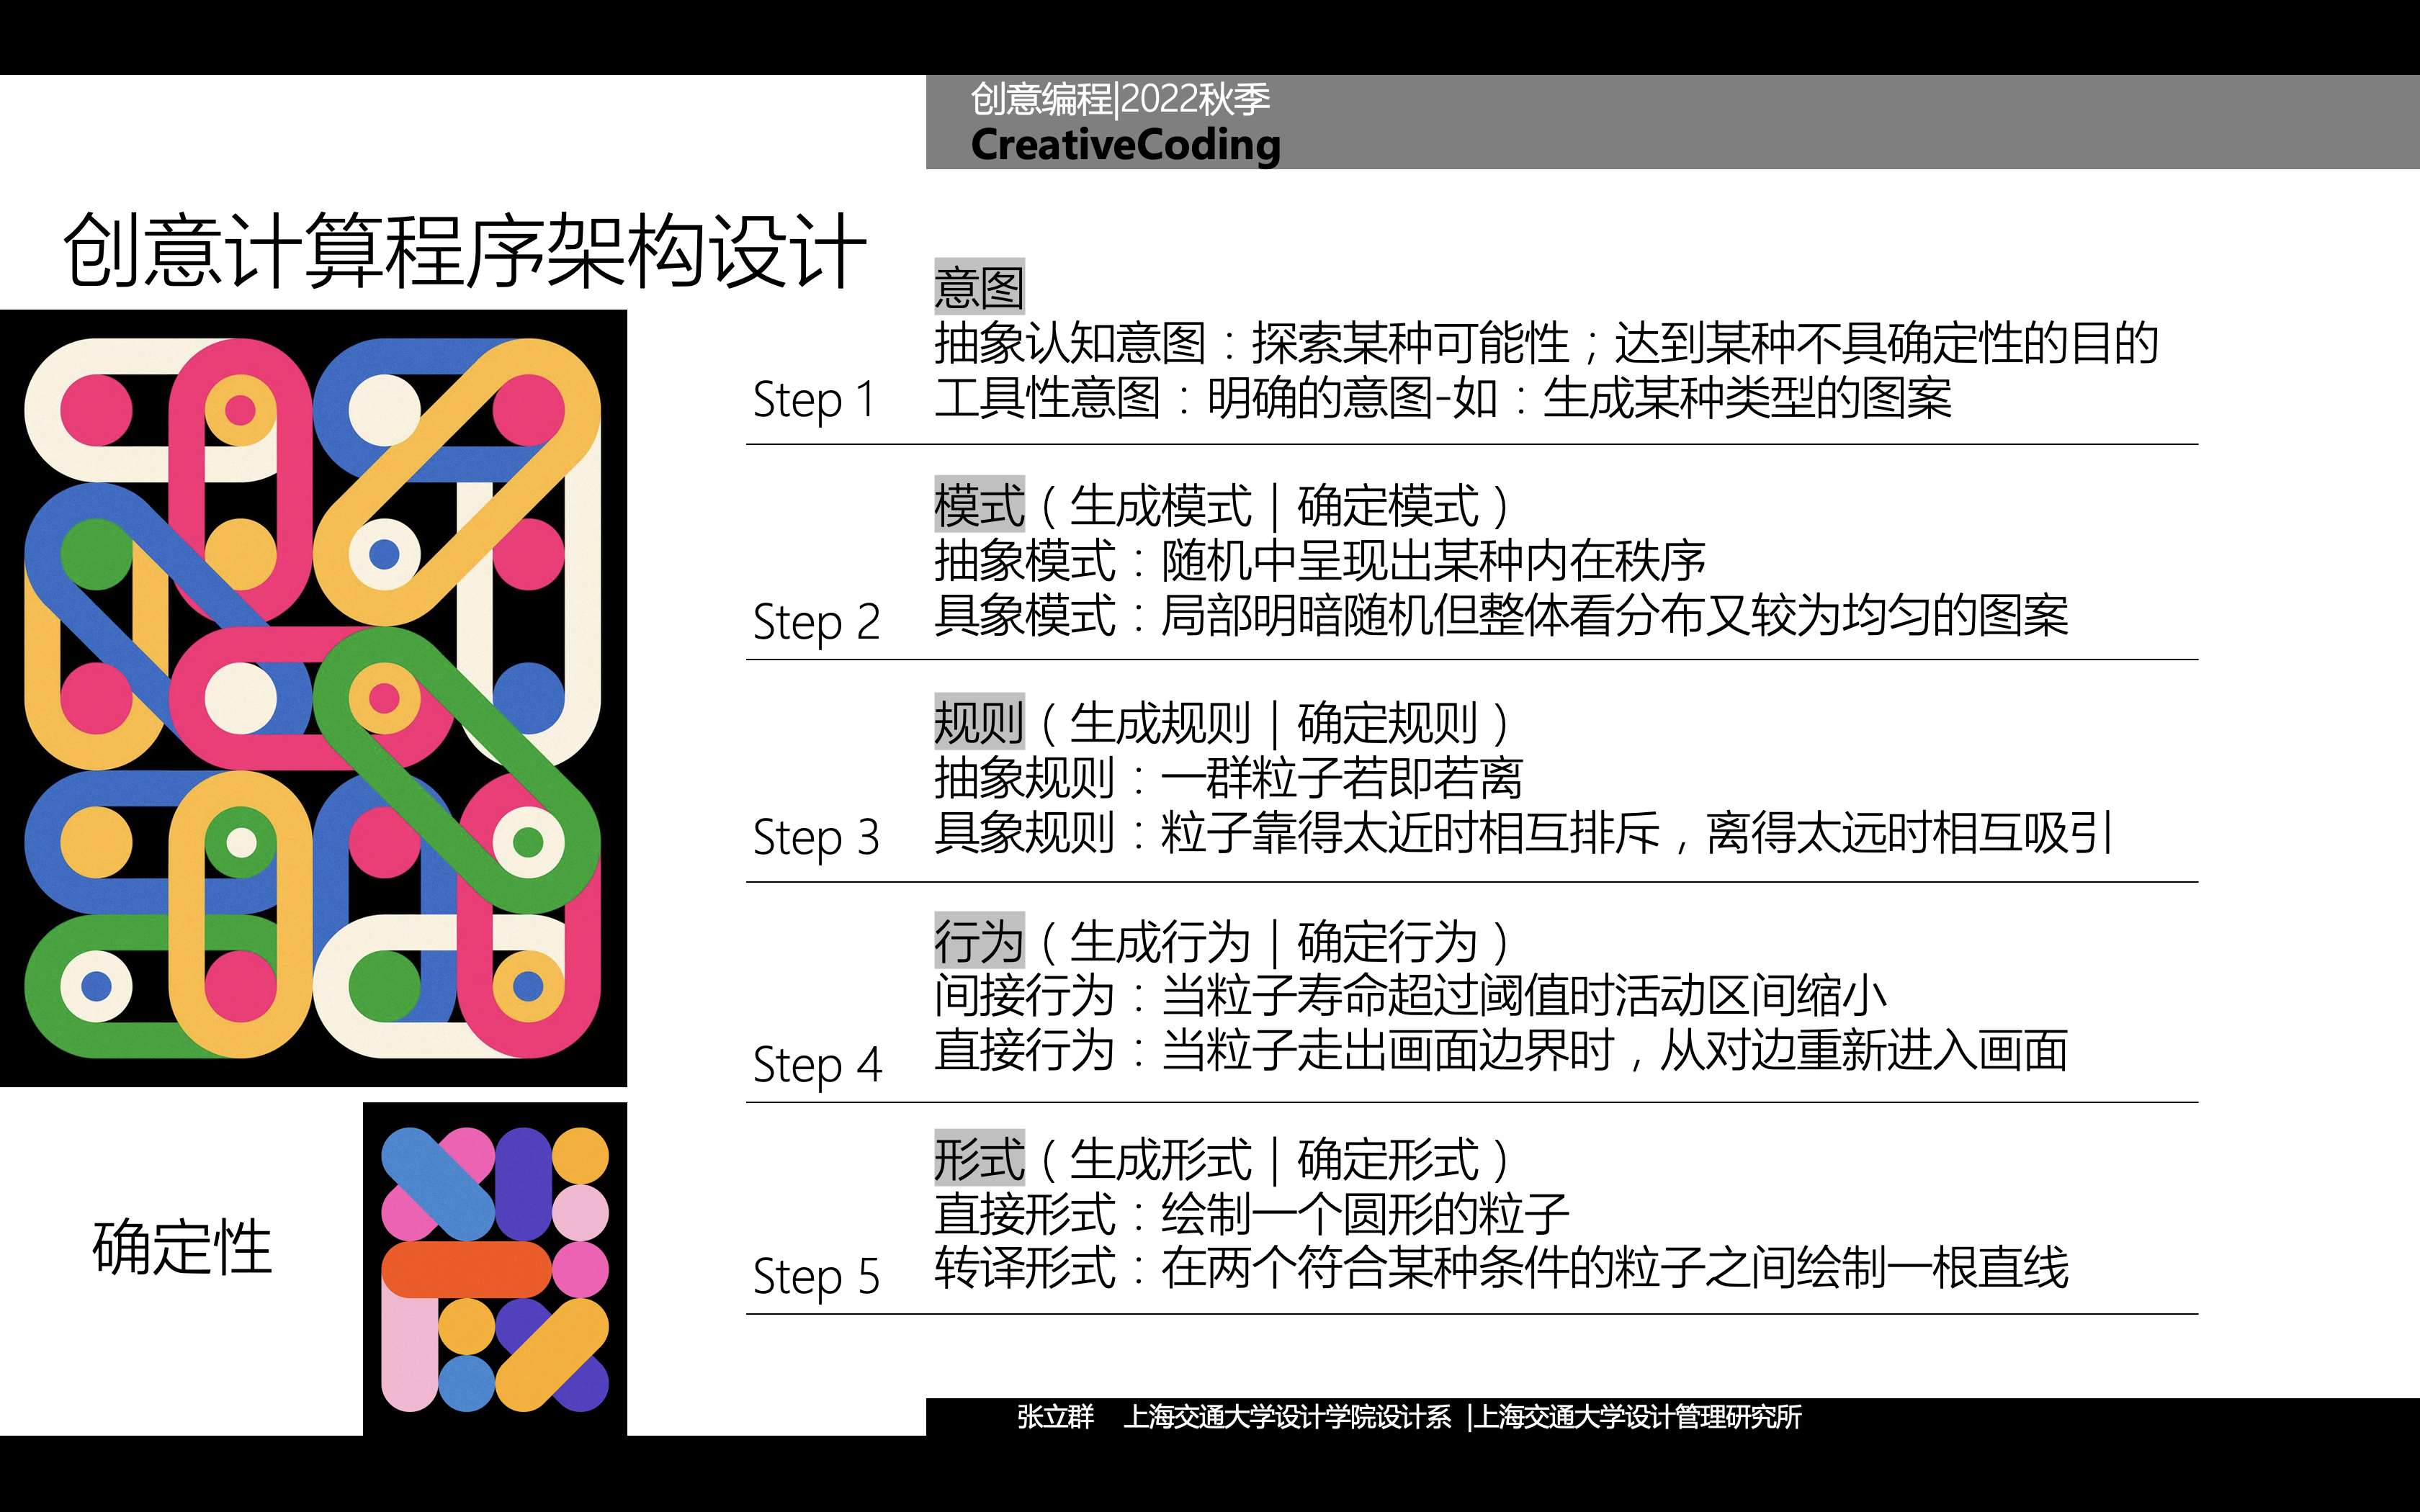 创意编程|2022秋季
CreativeCoding
创意计算程序架构设计
意图
抽象认知意图：探索某种可能性；达到某种不具确定性的目的
Step 1
工具性意图：明确的意图-如：生成某种类型的图案
模式（生成模式｜确定模式）
抽象模式：随机中呈现出某种内在秩序
Step 2
具象模式：局部明暗随机但整体看分布又较为均匀的图案
规则（生成规则｜确定规则）
抽象规则：一群粒子若即若离
Step 3
具象规则：粒子靠得太近时相互排斥，离得太远时相互吸引
行为（生成行为｜确定行为）
间接行为：当粒子寿命超过阈值时活动区间缩小
Step 4
直接行为：当粒子走出画面边界时，从对边重新进入画面
形式（生成形式｜确定形式）
直接形式：绘制一个圆形的粒子
Step 5
转译形式：在两个符合某种条件的粒子之间绘制一根直线
确定性
张立群 上海交通大学设计学院设计系 |上海交通大学设计管理研究所